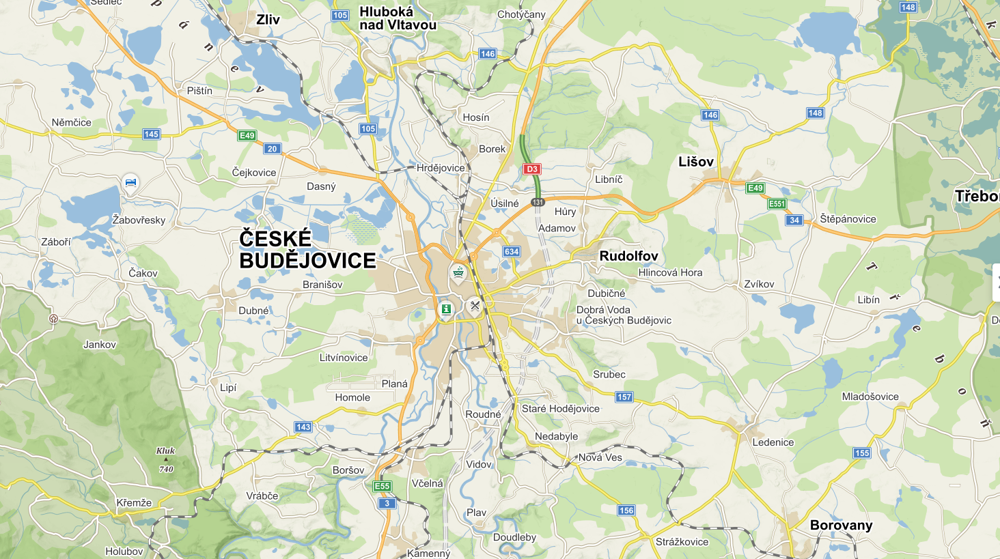 Sedlec
Zliv
105
Hluboká
nad Vltavou
Chotýčany
148
p
á
n
e
v
146
Pištín
Hosín
146
148
Němčice
145
E49
105
20
Borek
Čejkovice
Hrdějovice
D3
Lišov
Dasný
Libníč
E49
E551
Třebo
131
Úsilné
Hůry
34
Štěpánovice
Žabovřesky
Adamov
Záboří
ČESKÉ
BUDĚJOVICE
634
Rudolfov
Čakov
Hlincová Hora
Branišov
Zvíkov
Dubičné
Libín
Dubné
Dobrá Voda
u Českých Budějovic
T
ř
e
b
o
ň
k
Jankov
Litvínovice
Srubec
Planá
Homole
Lipí
157
Mladošovice
Staré Hodějovice
Roudné
143
Nedabyle
Ledenice
Kluk
740
155
Nová Ves
Vidov
Boršov
Včelná
E55
Vrábče
3
Křemže
156
Plav
Borovany
Doudleby
Strážkovice
Holubov
Kamenný